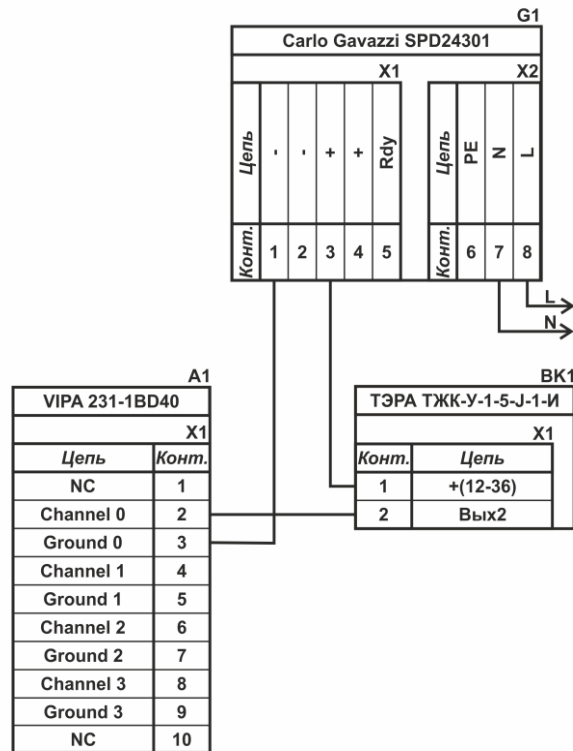 G1
Carlo Gavazzi SPD24301
X1 X2
Цепь - - + + Rdy Цепь PE N L
Конт. 1 2 3 4 5 Конт. 6 7 8
L
N
A1
VIPA 231-1BD40
X1
Цепь Конт.
NC 1
Channel 0 2
Ground 0 3
Channel 1 4
Ground 1 5
Channel 2 6
Ground 2 7
Channel 3 8
Ground 3 9
NC 10
BK1
ТЭРА ТЖК-У-1-5-J-1-И
X1
Конт. Цепь
1 +(12-36)
2 Вых2